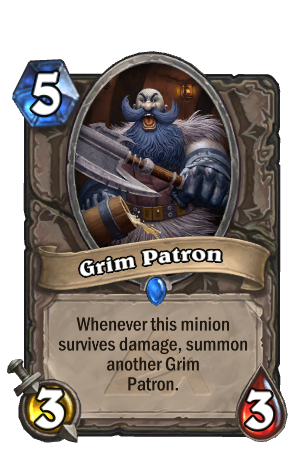 5
Grim Patron
Whenever this minion
survives damage, summon
another Grim
Patron.
3
3